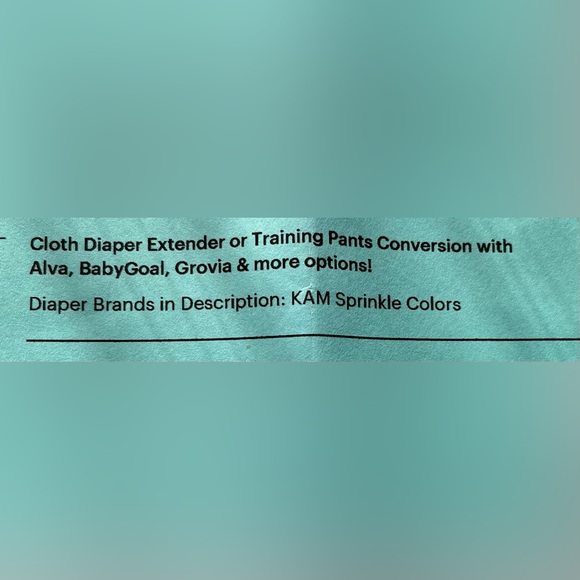 Cloth Diaper Extender or Training Pants Conversion with
Alva, BabyGoal, Grovia & more options!
Diaper Brands in Description: KAM Sprinkle Colors